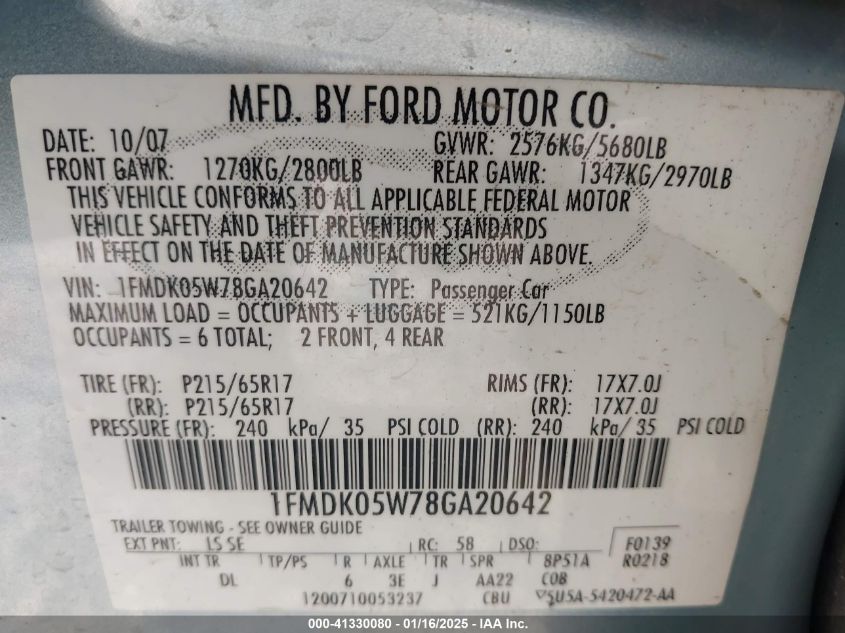 MFD. BY FORD MOTOR CO.
DATE: 10/07 GVWR: 2576KG/5680LB
FRONT GAWR: 1270KG/2800LB REAR GAWR: 1347KG/2970LB
THIS VEHICLE CONFORMS TO ALL APPLICABLE FEDERAL MOTOR
VEHICLE SAFETY AND THEFT PREVENTION STANDARDS
IN EFFECT ON THE DATE OF MANUFACTURE SHOWN ABOVE.
VIN: 1FMDK05W78GA20642 TYPE: Passenger Car
MAXIMUM LOAD = OCCUPANTS + LUGGAGE = 521KG/1150LB
OCCUPANTS = 6 TOTAL; 2 FRONT, 4 REAR
TIRE (FR): P215/65R17 RIMS (FR): 17X7.0J
(RR): P215/65R17 (RR): 17X7.0J
PRESSURE (FR): 240 kPa/ 35 PSI COLD (RR): 240 kPa/ 35 PSI COLD
1FMDK05W78GA20642
TRAILER TOWING - SEE OWNER GUIDE
EXT PNT: LS SE RC: 58 DSO: F0139
INT TR TP/PS R AXLE TR SPR 8P51A R0218
DL 6 3E J AA22 COB
1200710053237 CBU 5U5A-5420472-AA
000-41330080 - 01/16/2025 - IAA Inc.